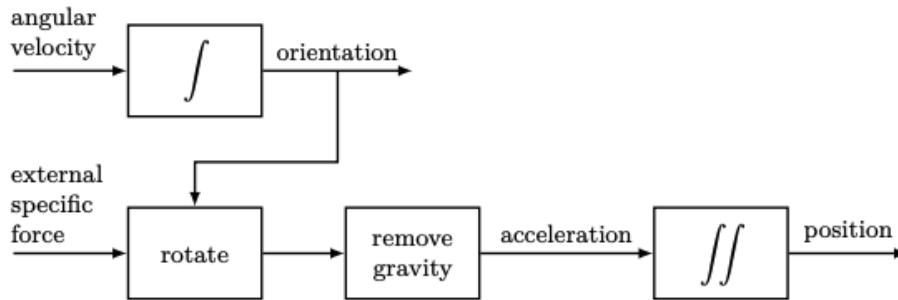 angular
velocity
∫
orientation
external
specific
force
rotate
remove
gravity
acceleration
∬
position